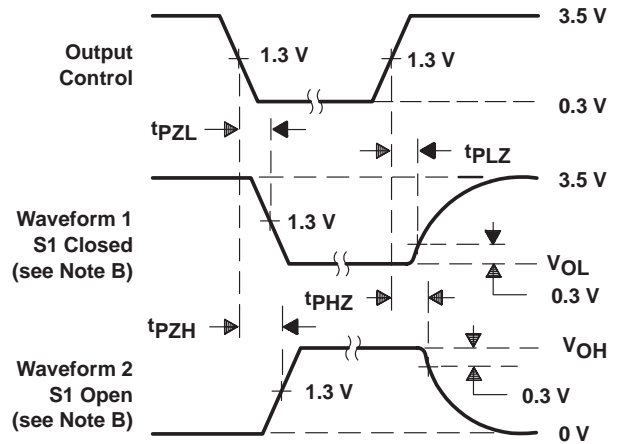 3.5 V
Output
Control
1.3 V
1.3 V
0.3 V
tPZL
tPLZ
3.5 V
Waveform 1
S1 Closed
(see Note B)
1.3 V
VOL
0.3 V
tPHZ
tPZH
VOH
Waveform 2
S1 Open
(see Note B)
1.3 V
0.3 V
0 V